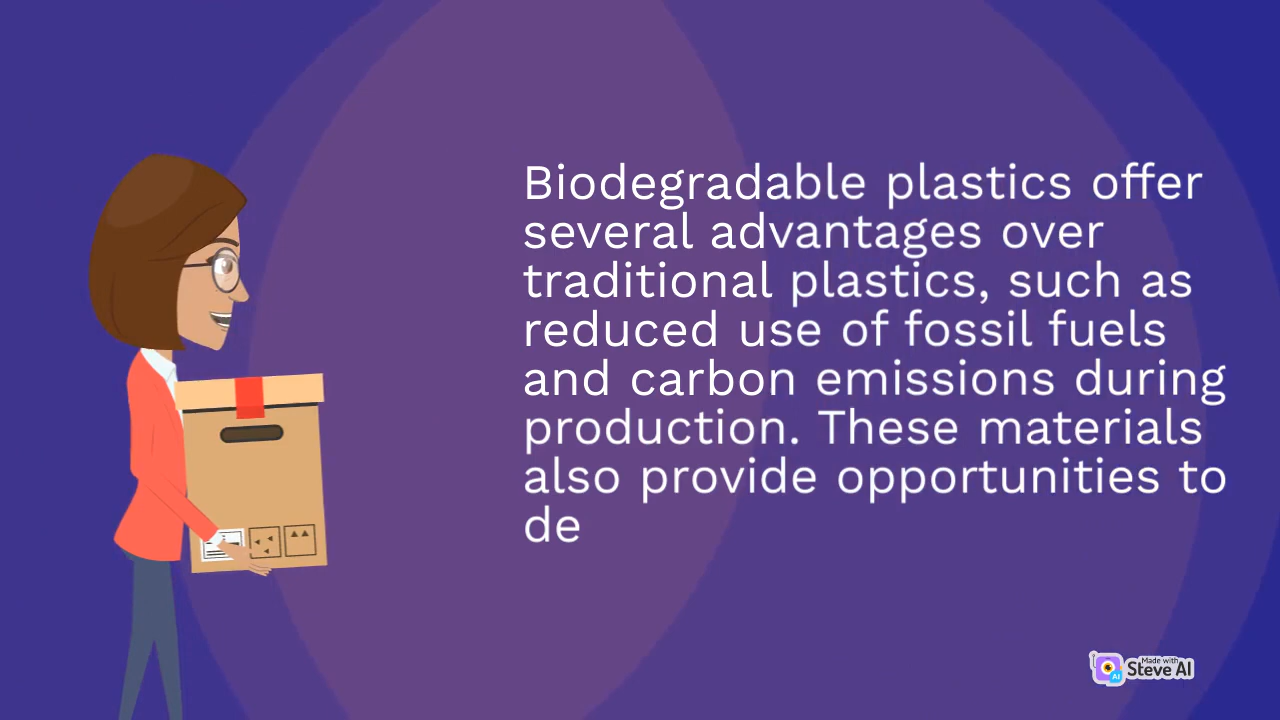 Biodegradable plastics offer
several advantages over
traditional plastics, such as
reduced use of fossil fuels
and carbon emissions during
production. These materials
also provide opportunities to
de
Made with
Steve AI
AI